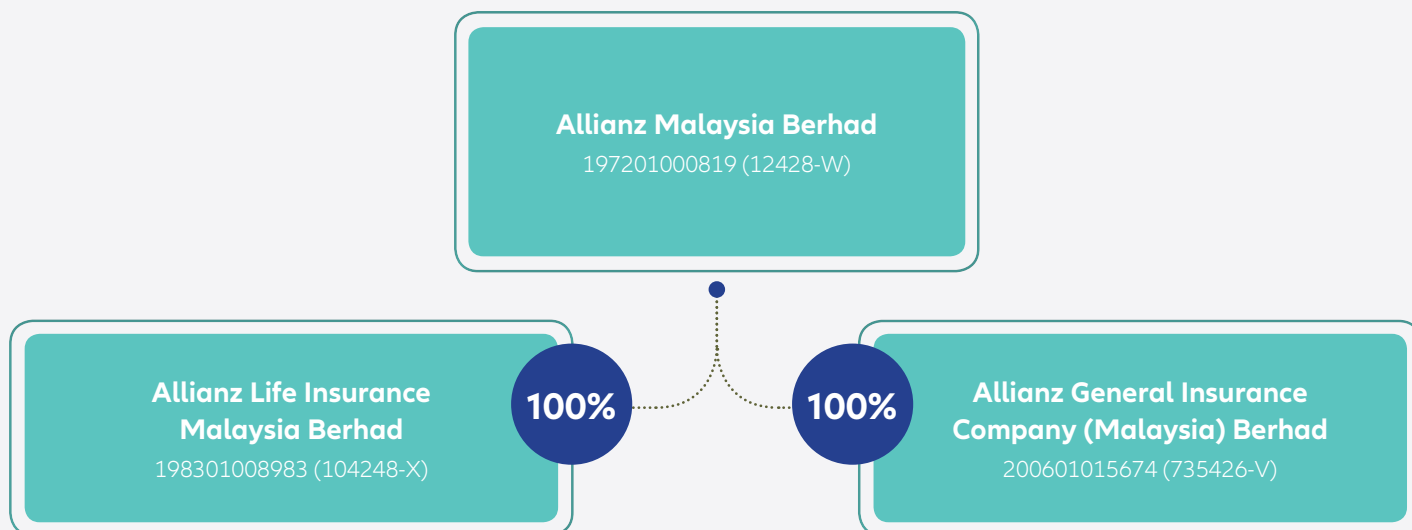 Allianz Malaysia Berhad
197201000819 (12428-W)
Allianz Life Insurance
Malaysia Berhad
198301008983 (104248-X)
100%
100%
Allianz General Insurance
Company (Malaysia) Berhad
200601015674 (735426-V)